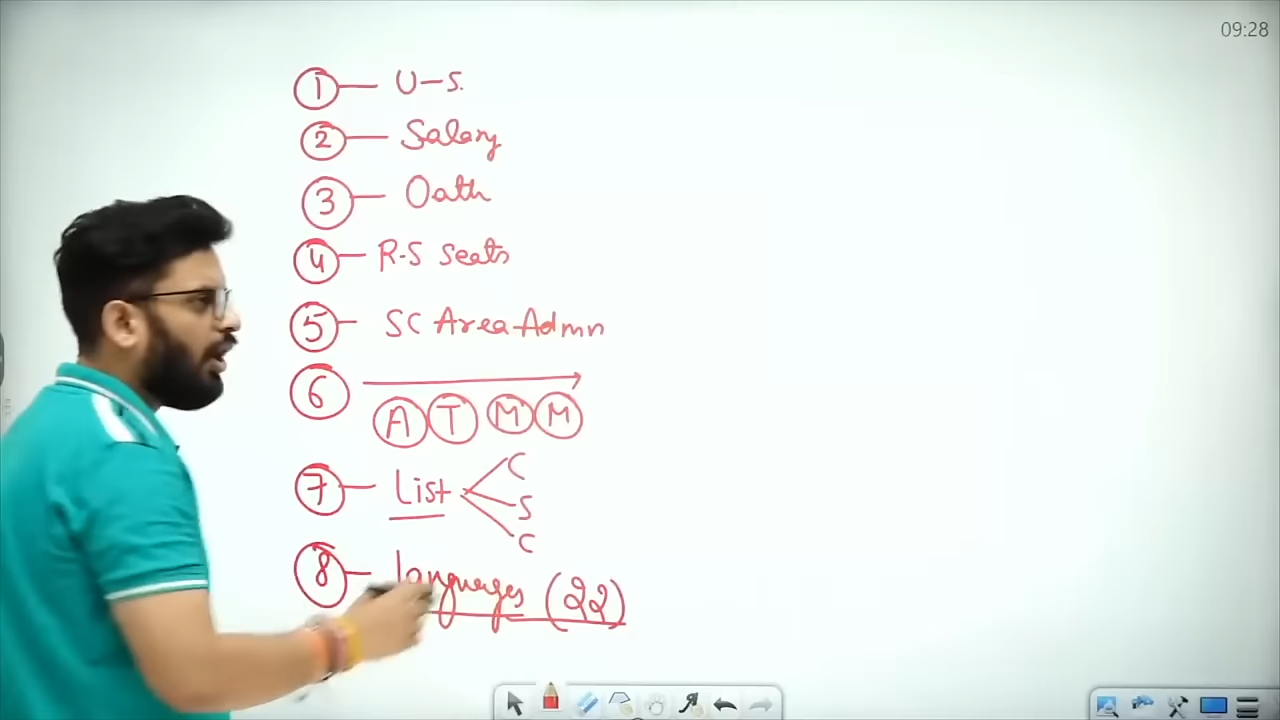 09:28
1 — U-S.
2 — Salary
3 — Oath
4 — R-S seats
5 — SC Area-Admn
6 → A T M M
7 — List < C S C
8 — languages (22)